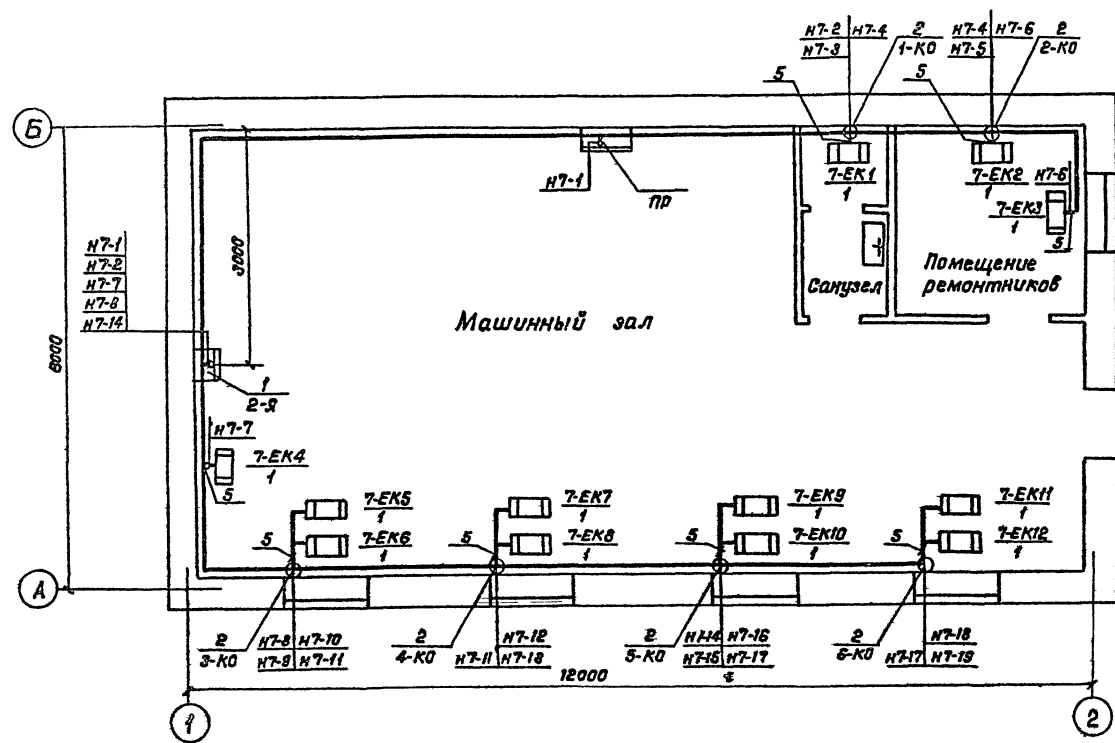 н7-2 н7-4
н7-3
2
1-КО
н7-4 н7-6
н7-5
2
2-КО
5
5
Б
н7-1
ПР
7-ЕК1
1
7-ЕК2
1
н7-6
7-ЕК3
1
5
3000
6000
н7-1
н7-2
н7-7
н7-8
н7-14
Машинный зал
Санузел
Помещение
ремонтников
1
2-Я
н7-7
7-ЕК4
1
5
7-ЕК5
1
7-ЕК7
1
7-ЕК9
1
7-ЕК11
1
5
7-ЕК6
1
5
7-ЕК8
1
5
7-ЕК10
1
5
7-ЕК12
1
А
2
3-КО
н7-8 н7-10
н7-9 н7-11
2
4-КО
н7-12
н7-11 н7-13
2
5-КО
н7-14 н7-16
н7-15 н7-17
2
6-КО
н7-18
н7-17 н7-19
12000
1
2